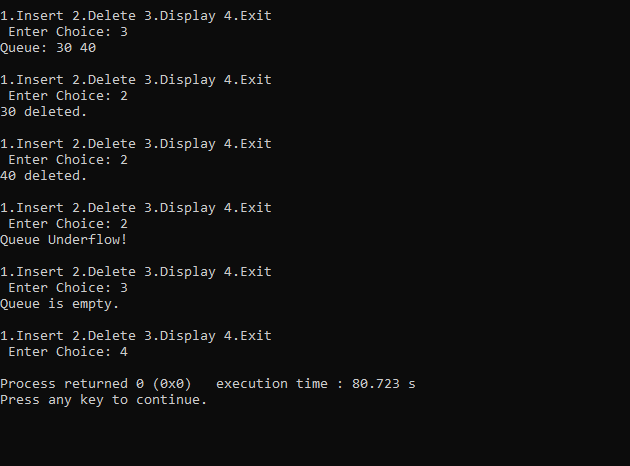 1.Insert 2.Delete 3.Display 4.Exit
 Enter Choice: 3
Queue: 30 40

1.Insert 2.Delete 3.Display 4.Exit
 Enter Choice: 2
30 deleted.

1.Insert 2.Delete 3.Display 4.Exit
 Enter Choice: 2
40 deleted.

1.Insert 2.Delete 3.Display 4.Exit
 Enter Choice: 2
Queue Underflow!

1.Insert 2.Delete 3.Display 4.Exit
 Enter Choice: 3
Queue is empty.

1.Insert 2.Delete 3.Display 4.Exit
 Enter Choice: 4

Process returned 0 (0x0)   execution time : 80.723 s
Press any key to continue.